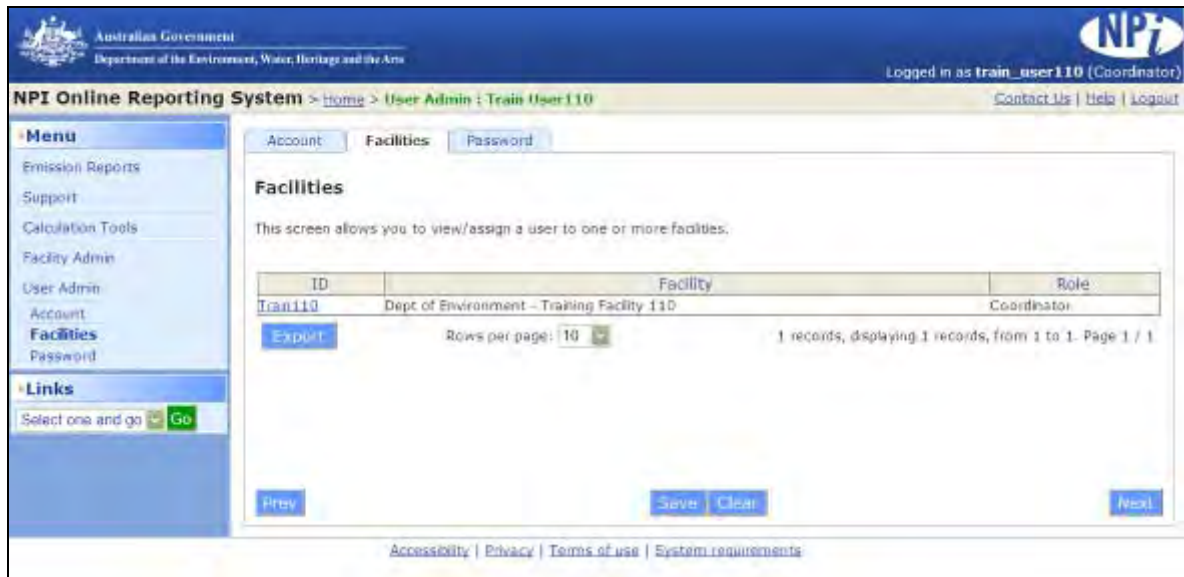 Australian Government
Department of the Environment, Water, Heritage and the Arts
NPi
Logged in as train_user110 (Coordinator)
NPI Online Reporting System > Home > User Admin : Train User110
Contact Us | Help | Logout
Menu
Emission Reports
Support
Calculation Tools
Facility Admin
User Admin
Account
Facilities
Password
Links
Select one and go Go
Account Facilities Password
Facilities
This screen allows you to view/assign a user to one or more facilities.
ID Facility Role
Train110 Dept of Environment - Training Facility 110 Coordinator
Export Rows per page: 10 1 records, displaying 1 records, from 1 to 1. Page 1 / 1
Prev Save Clear Next
Accessibility | Privacy | Terms of use | System requirements